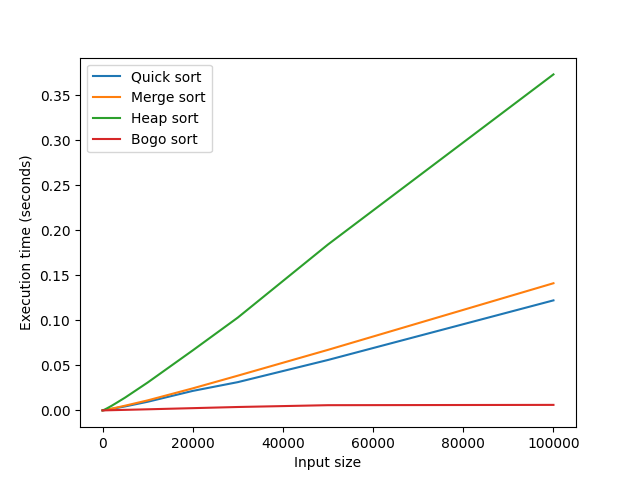 Quick sort
Merge sort
Heap sort
Bogo sort
0.35
0.30
0.25
0.20
0.15
0.10
0.05
0.00
Execution time (seconds)
0 20000 40000 60000 80000 100000
Input size